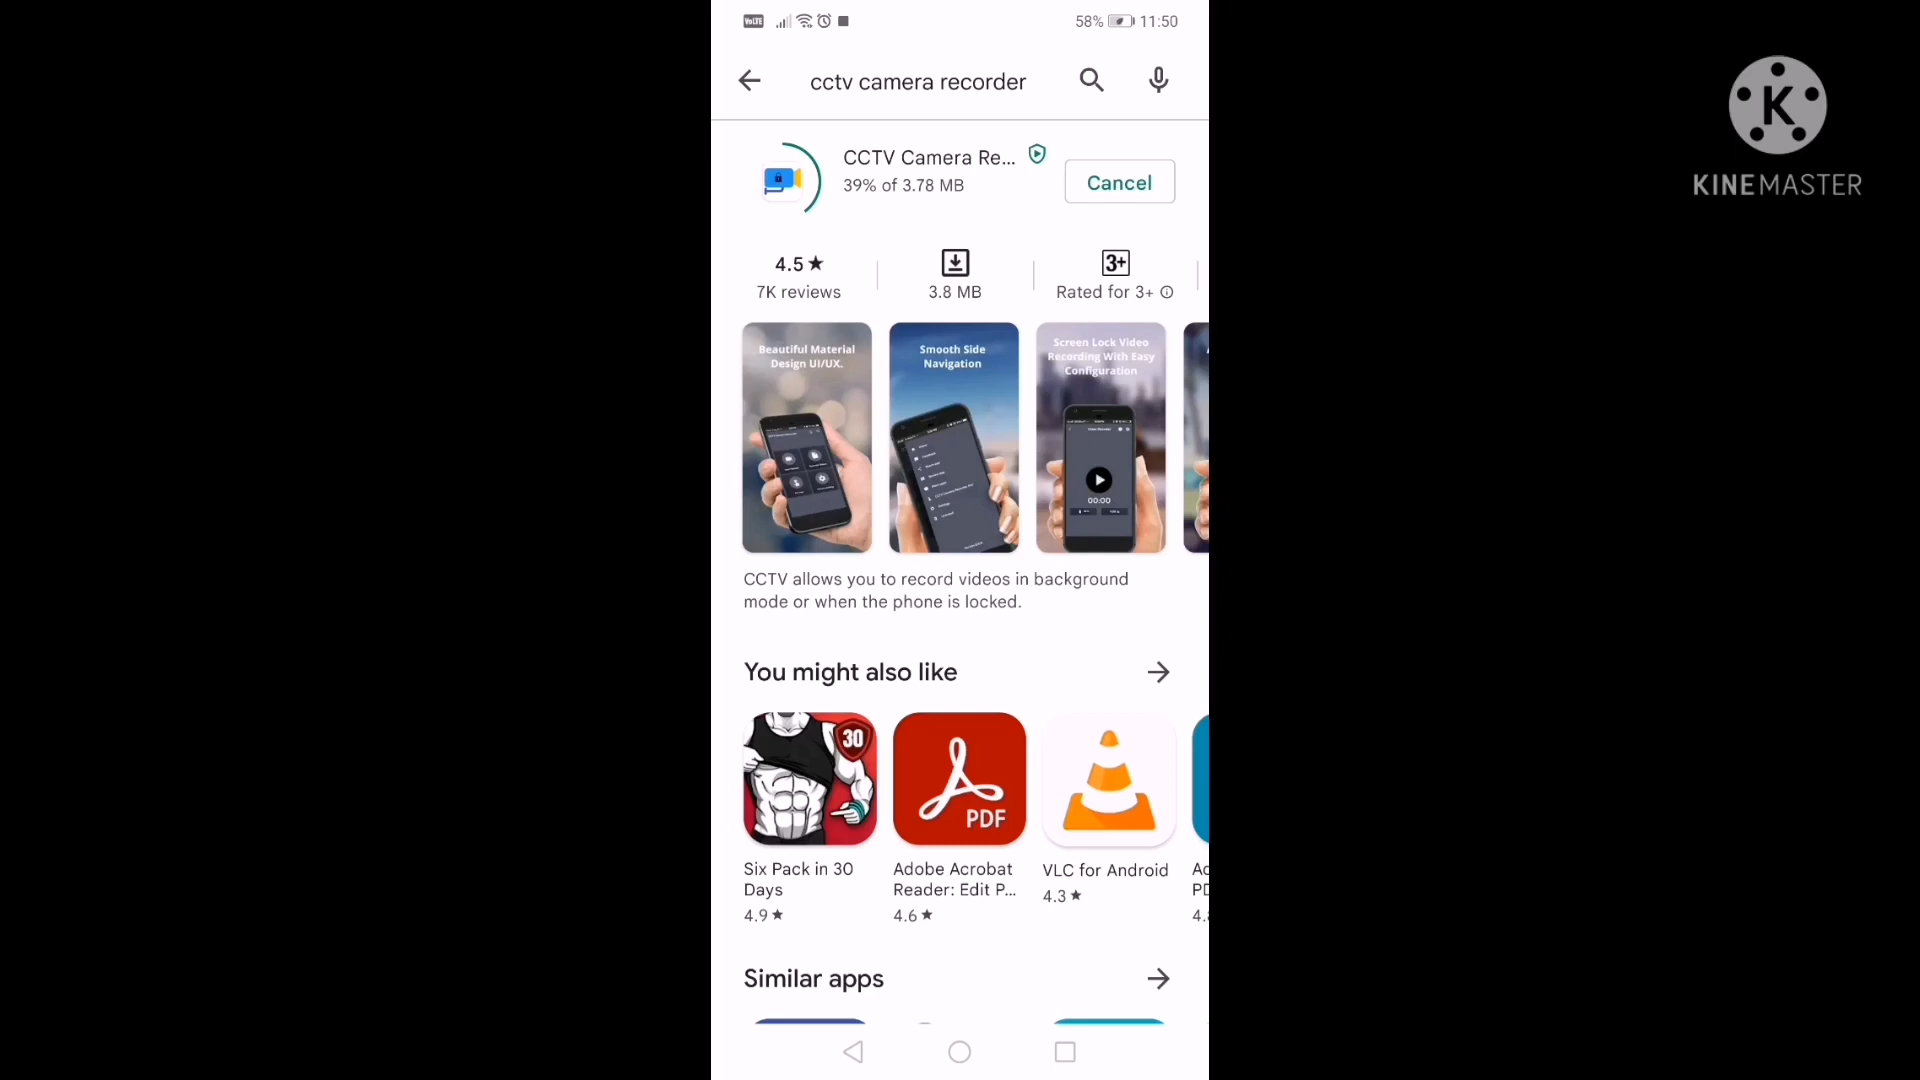 VoLTE
58% 11:50
cctv camera recorder
K
KINEMASTER
CCTV Camera Re...
39% of 3.78 MB
Cancel
4.5★
7K reviews
3.8 MB
3+
Rated for 3+
Beautiful Material
Design UI/UX.
Smooth Side
Navigation
Screen Lock Video
Recording With Easy
Configuration
00:00
CCTV allows you to record videos in background
mode or when the phone is locked.
You might also like
30
PDF
Six Pack in 30
Days
4.9★
Adobe Acrobat
Reader: Edit P...
4.6★
VLC for Android
4.3★
Similar apps